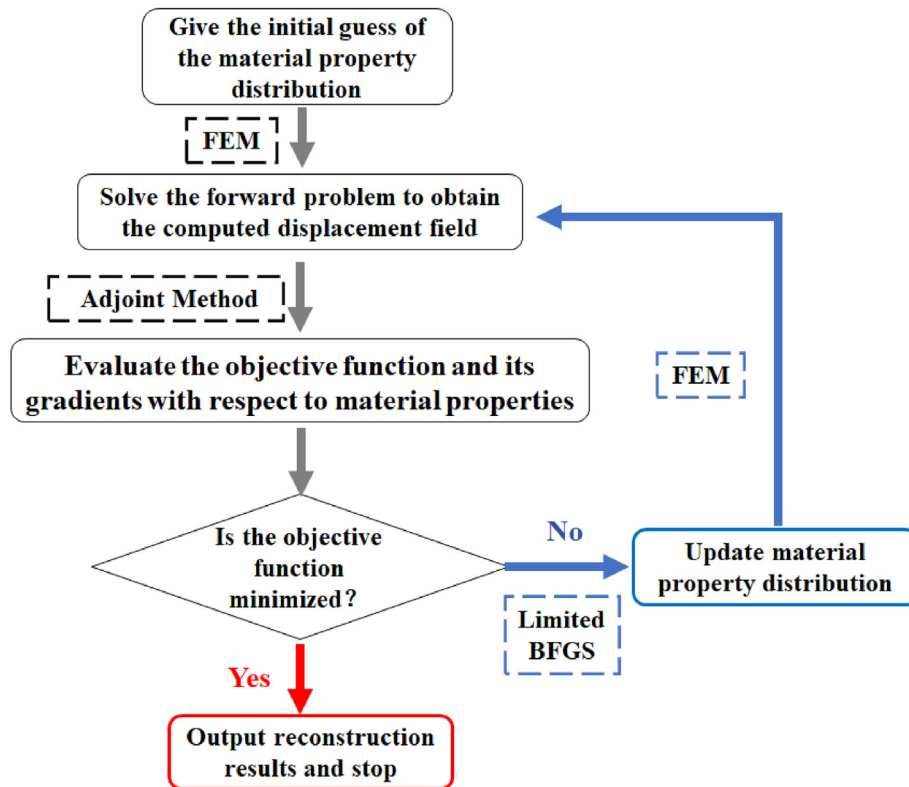 Give the initial guess of
the material property
distribution
FEM
Solve the forward problem to obtain
the computed displacement field
Adjoint Method
Evaluate the objective function and its
gradients with respect to material properties
FEM
Is the objective
function
minimized?
No
Update material
property distribution
Limited
BFGS
Yes
Output reconstruction
results and stop